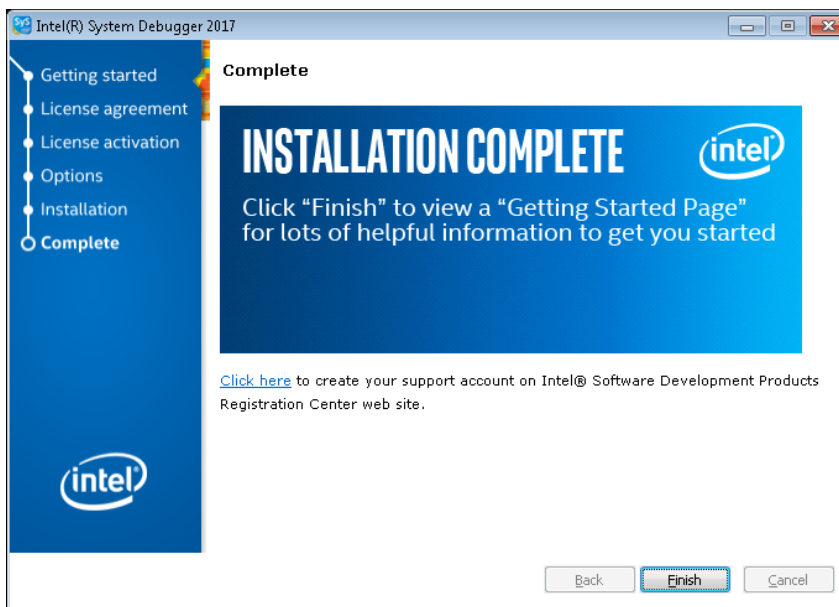 Intel(R) System Debugger 2017
Getting started
License agreement
License activation
Options
Installation
Complete
intel
Complete
INSTALLATION COMPLETE
intel
Click “Finish” to view a “Getting Started Page”
for lots of helpful information to get you started
Click here to create your support account on Intel® Software Development Products
Registration Center web site.
Back
Finish
Cancel